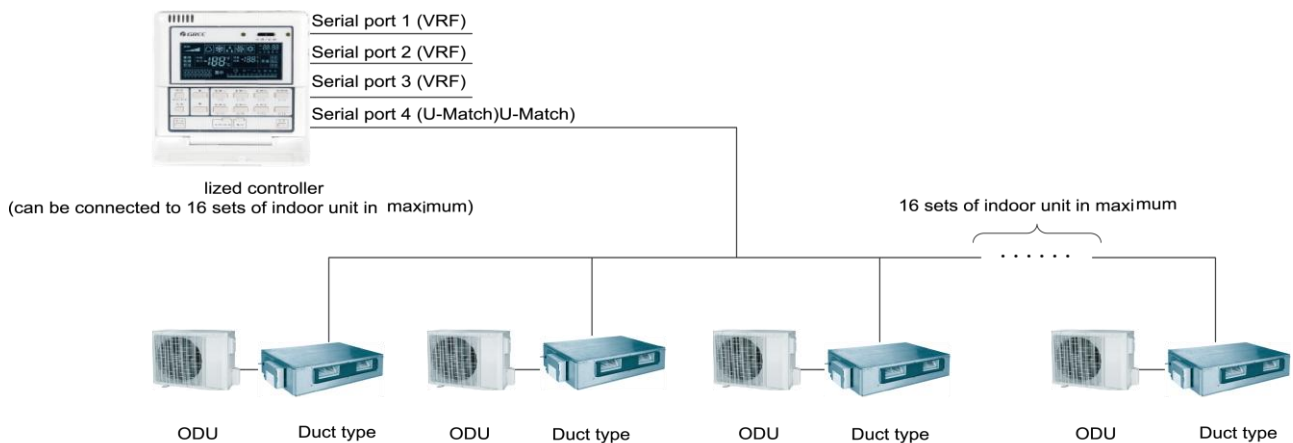 GREE
Serial port 1 (VRF)
Serial port 2 (VRF)
Serial port 3 (VRF)
Serial port 4 (U-Match)U-Match)
lized controller
(can be connected to 16 sets of indoor unit in maximum)
16 sets of indoor unit in maximum
ODU Duct type ODU Duct type ODU Duct type ODU Duct type